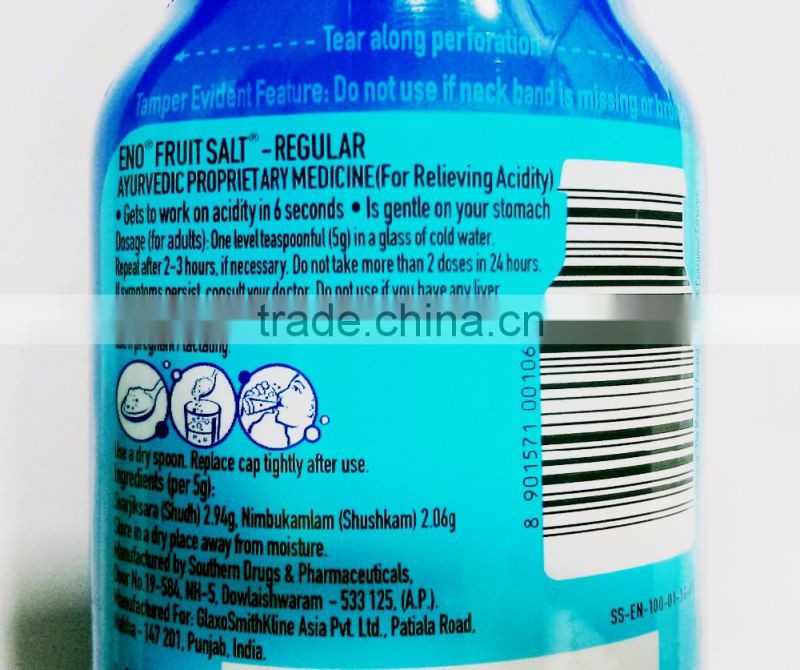 Tear along perforation
Tamper Evident Feature: Do not use if neck band is missing or
ENO® FRUIT SALT® - REGULAR
AYURVEDIC PROPRIETARY MEDICINE (For Relieving Acidity)
• Gets to work on acidity in 6 seconds • Is gentle on your stomach
Dosage (for adults): One level teaspoonful (5g) in a glass of cold water.
Repeat after 2-3 hours, if necessary. Do not take more than 2 doses in 24 hours.
If symptoms persist, consult your doctor. Do not use if you have any liver
trade.china.cn
pregnant / lactating.
Use a dry spoon. Replace cap tightly after use.
Ingredients (per 5g):
Svarjiksara (Shudh) 2.94g, Nimbukamlam (Shushkam) 2.06g
Store in a dry place away from moisture.
Manufactured by Southern Drugs & Pharmaceuticals,
Door No. 19-584, NH-5, Dowlaishwaram - 533 125, (A.P.).
Manufactured For: GlaxoSmithKline Asia Pvt. Ltd., Patiala Road,
Nabha - 147 201, Punjab, India.
8 901571 00106
SS-EN-100-01